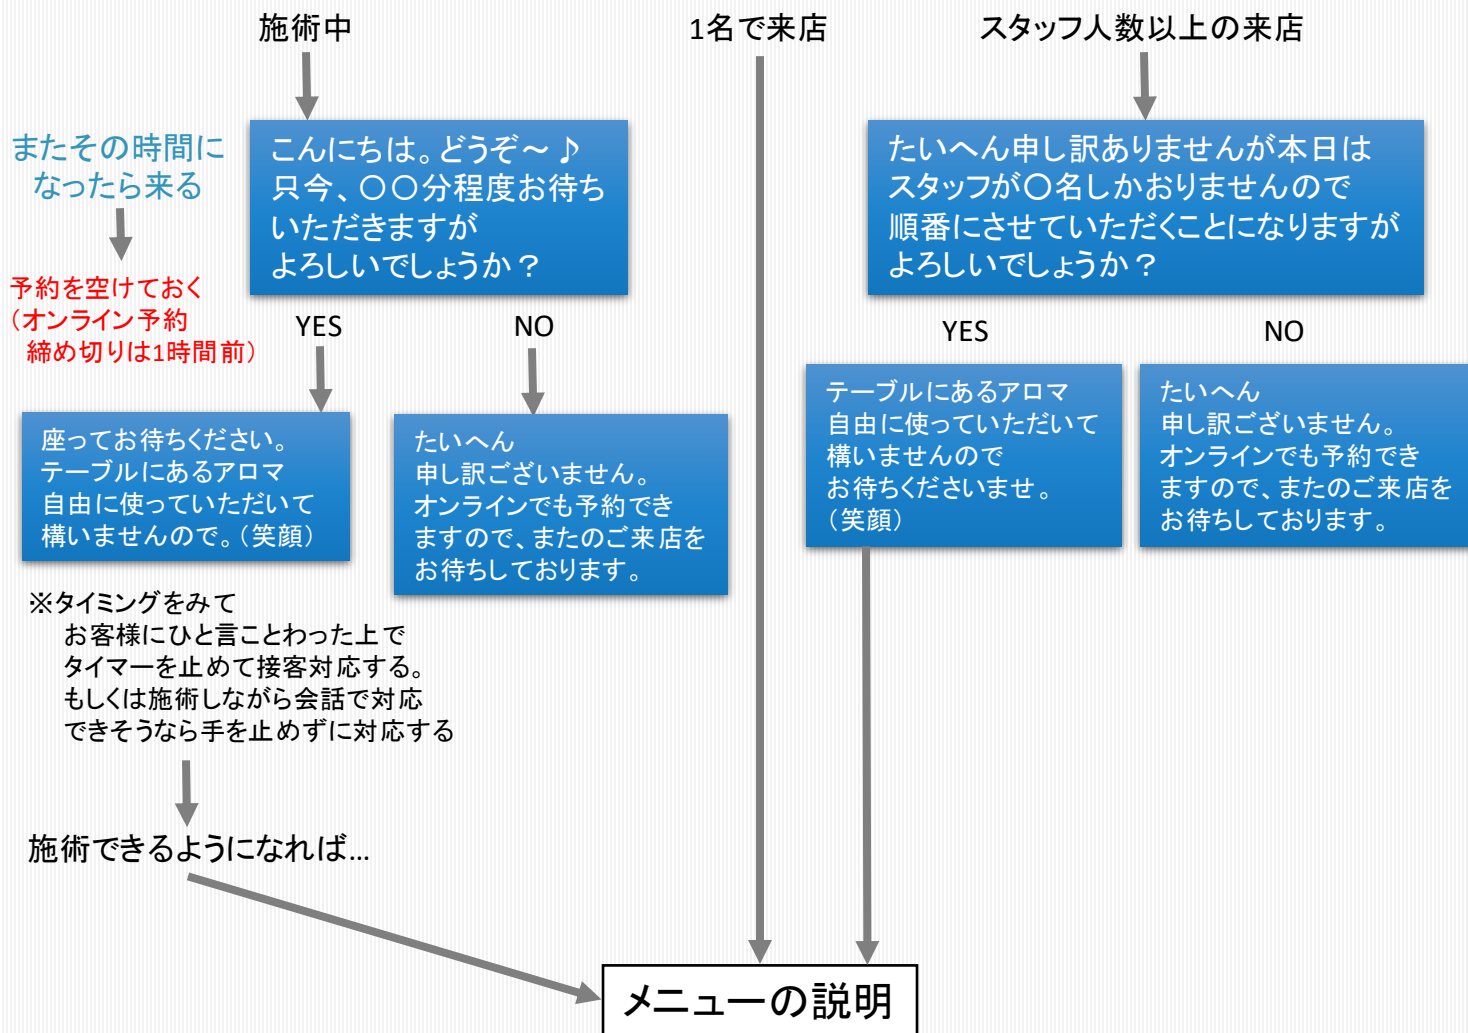 施術中
1名で来店
スタッフ人数以上の来店
またその時間に
なったら来る
予約を空けておく
（オンライン予約
締め切りは1時間前）
こんにちは。どうぞ～♪
只今、〇〇分程度お待ち
いただきますが
よろしいでしょうか？
YES
NO
座ってお待ちください。
テーブルにあるアロマ
自由に使っていただいて
構いませんので。（笑顔）
たいへん
申し訳ございません。
オンラインでも予約でき
ますので、またのご来店を
お待ちしております。
※タイミングをみて
お客様にひと言ことわった上で
タイマーを止めて接客対応する。
もしくは施術しながら会話で対応
できそうなら手を止めずに対応する
施術できるようになれば…
たいへん申し訳ありませんが本日は
スタッフが〇名しかおりませんので
順番にさせていただくことになりますが
よろしいでしょうか？
YES
NO
テーブルにあるアロマ
自由に使っていただいて
構いませんので
お待ちくださいませ。
（笑顔）
たいへん
申し訳ございません。
オンラインでも予約でき
ますので、またのご来店を
お待ちしております。
メニューの説明